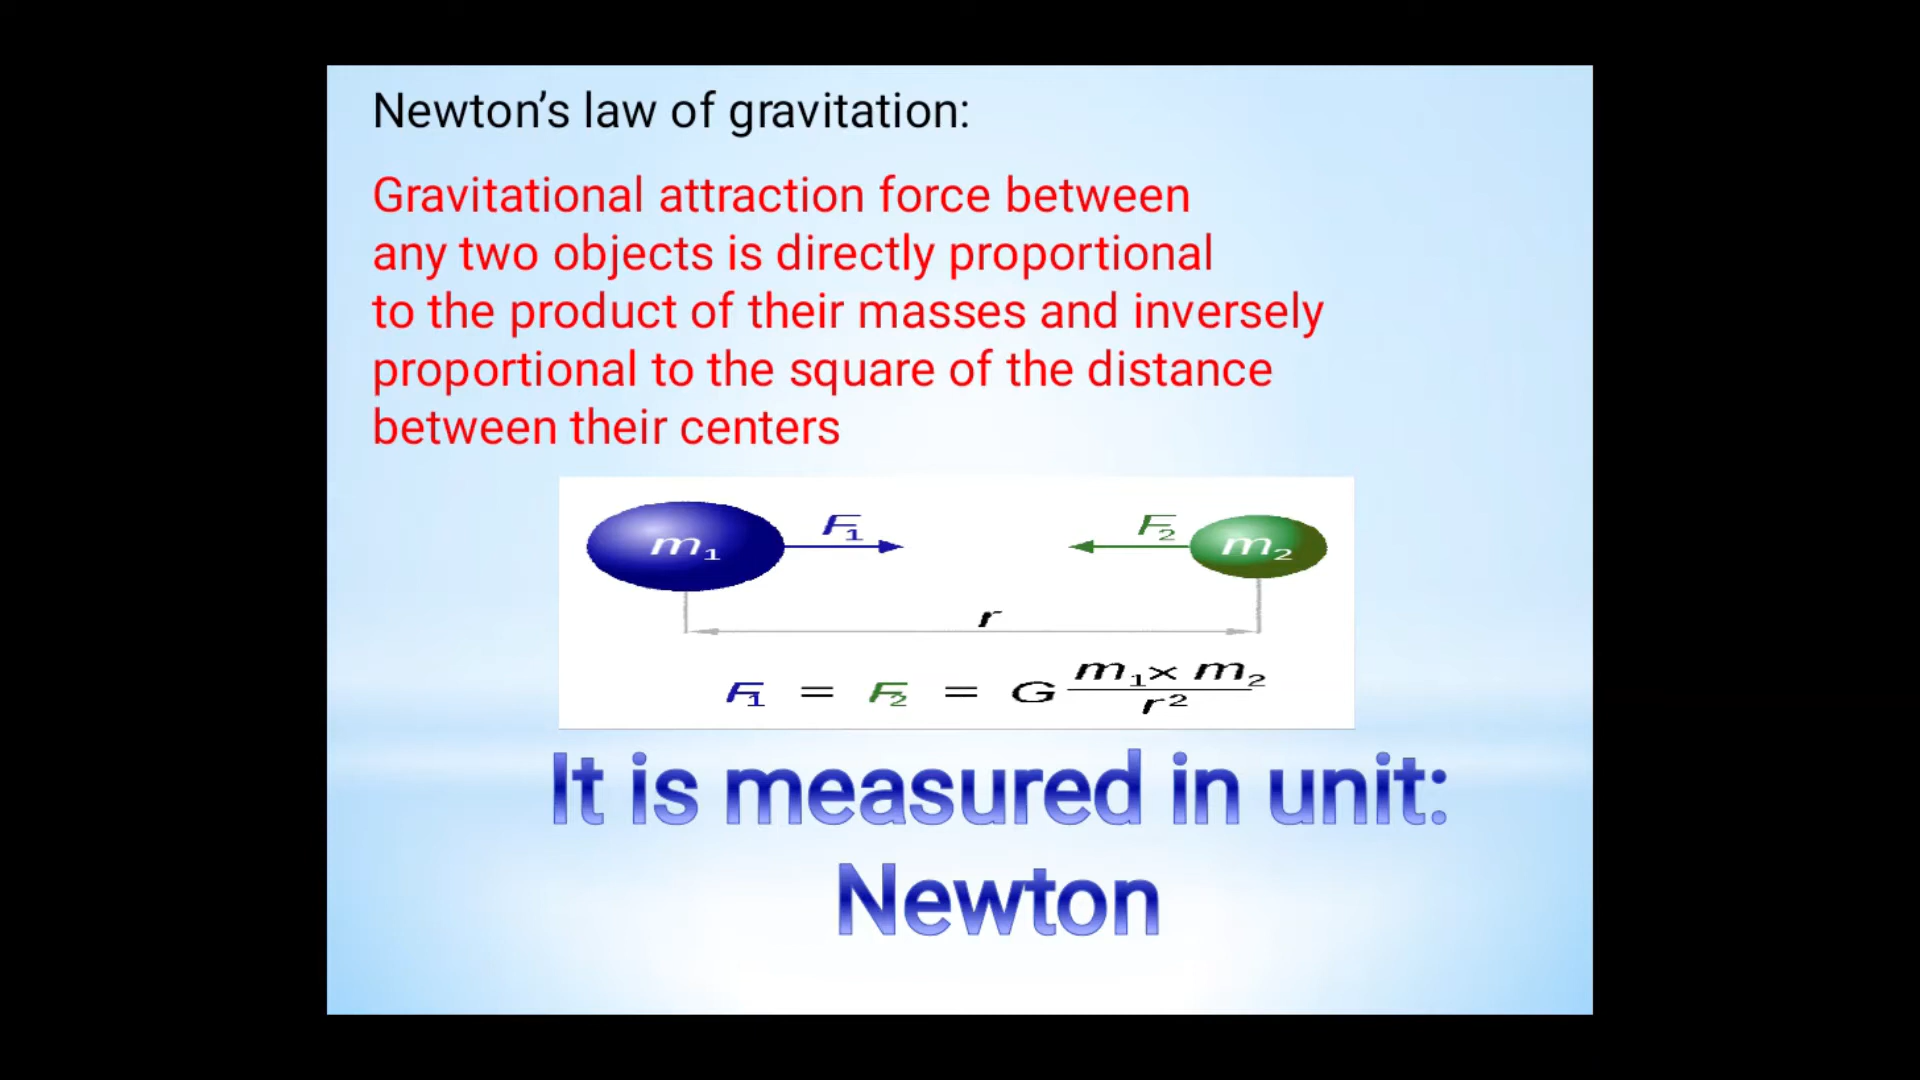 Newton’s law of gravitation:
Gravitational attraction force between
any two objects is directly proportional
to the product of their masses and inversely
proportional to the square of the distance
between their centers
m₁ F₁ F₂ m₂
r
F₁ = F₂ = G m₁× m₂ / r²
It is measured in unit:
Newton